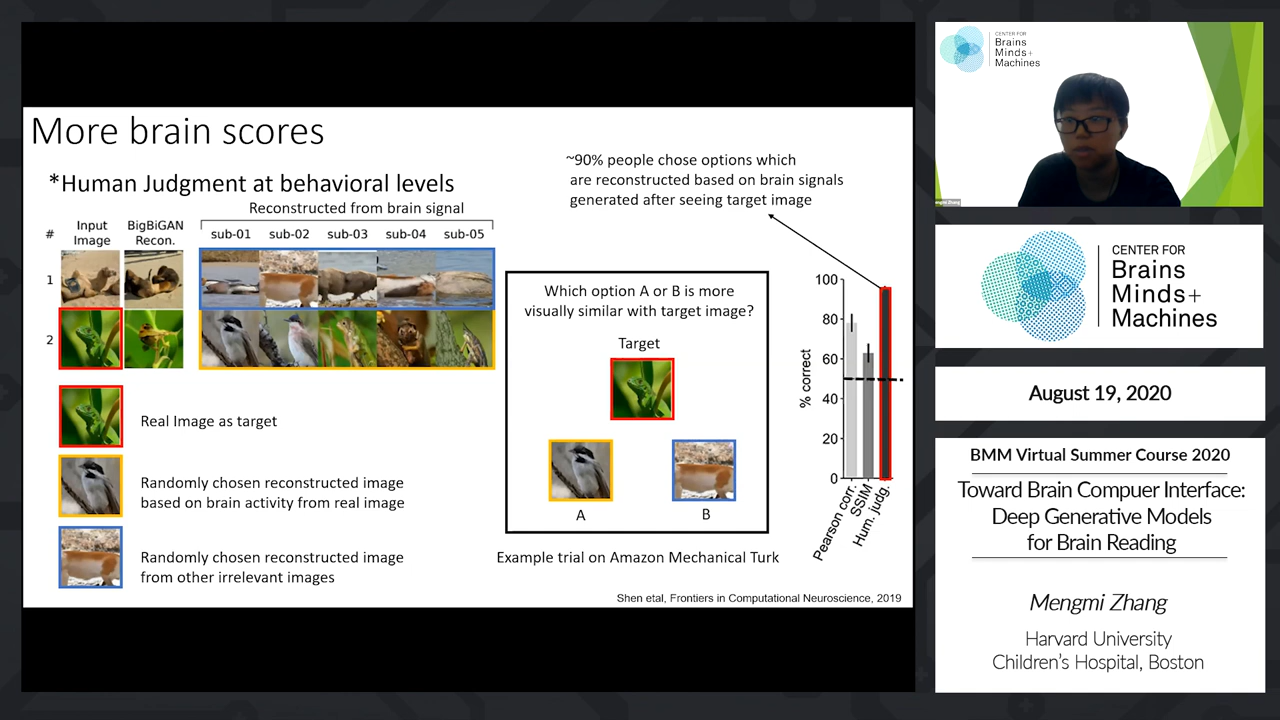 More brain scores
*Human Judgment at behavioral levels
Reconstructed from brain signal
# Input Image BigBiGAN Recon. sub-01 sub-02 sub-03 sub-04 sub-05
1
2
Real Image as target
Randomly chosen reconstructed image
based on brain activity from real image
Randomly chosen reconstructed image
from other irrelevant images
Which option A or B is more
visually similar with target image?
Target
A B
Example trial on Amazon Mechanical Turk
~90% people chose options which
are reconstructed based on brain signals
generated after seeing target image
% correct
100
80
60
40
20
0
Pearson corr.
SSIM
Hum. judg.
Shen etal, Frontiers in Computational Neuroscience, 2019
CENTER FOR
Brains
Minds+
Machines
CENTER FOR
Brains
Minds+
Machines
August 19, 2020
BMM Virtual Summer Course 2020
Toward Brain Compuer Interface:
Deep Generative Models
for Brain Reading
Mengmi Zhang
Harvard University
Children's Hospital, Boston